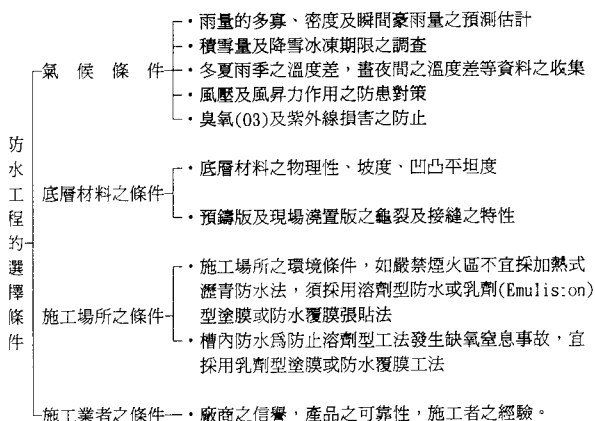 防水工程的選擇條件
氣候條件
・雨量的多寡、密度及瞬間豪雨量之預測估計
・積雪量及降雪冰凍期限之調查
・冬夏雨季之溫度差，晝夜間之溫度差等資料之收集
・風壓及風昇力作用之防患對策
・臭氧(03)及紫外線損害之防止
底層材料之條件
・底層材料之物理性、坡度、凹凸平坦度
・預鑄版及現場澆置版之龜裂及接縫之特性
施工場所之條件
・施工場所之環境條件，如嚴禁煙火區不宜採加熱式
瀝青防水法，須採用溶劑型防水或乳劑(Emulision)
型塗膜或防水覆膜張貼法
・槽內防水爲防止溶劑型工法發生缺氧窒息事故，宜
採用乳劑型塗膜或防水覆膜工法
施工業者之條件
・廠商之信譽，產品之可靠性，施工者之經驗。